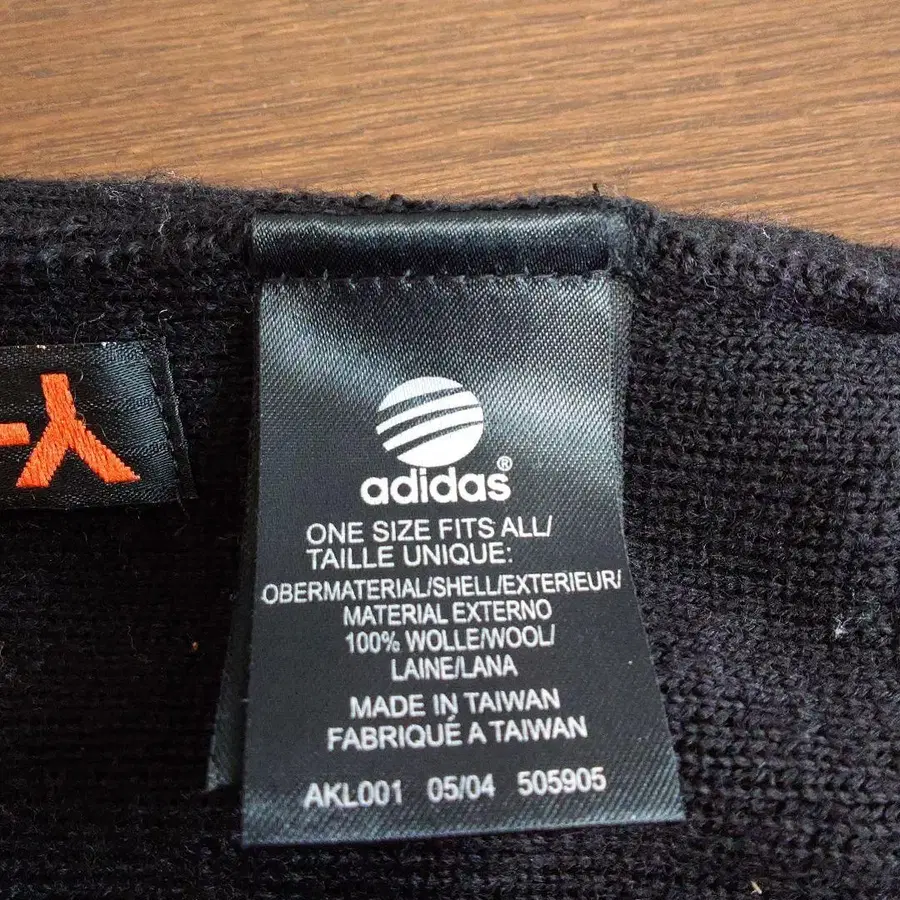 Y-
adidas®
ONE SIZE FITS ALL/
TAILLE UNIQUE:
OBERMATERIAL/SHELL/EXTERIEUR/
MATERIAL EXTERNO
100% WOLLE/WOOL/
LAINE/LANA
MADE IN TAIWAN
FABRIQUÉ A TAIWAN
AKL001 05/04 505905